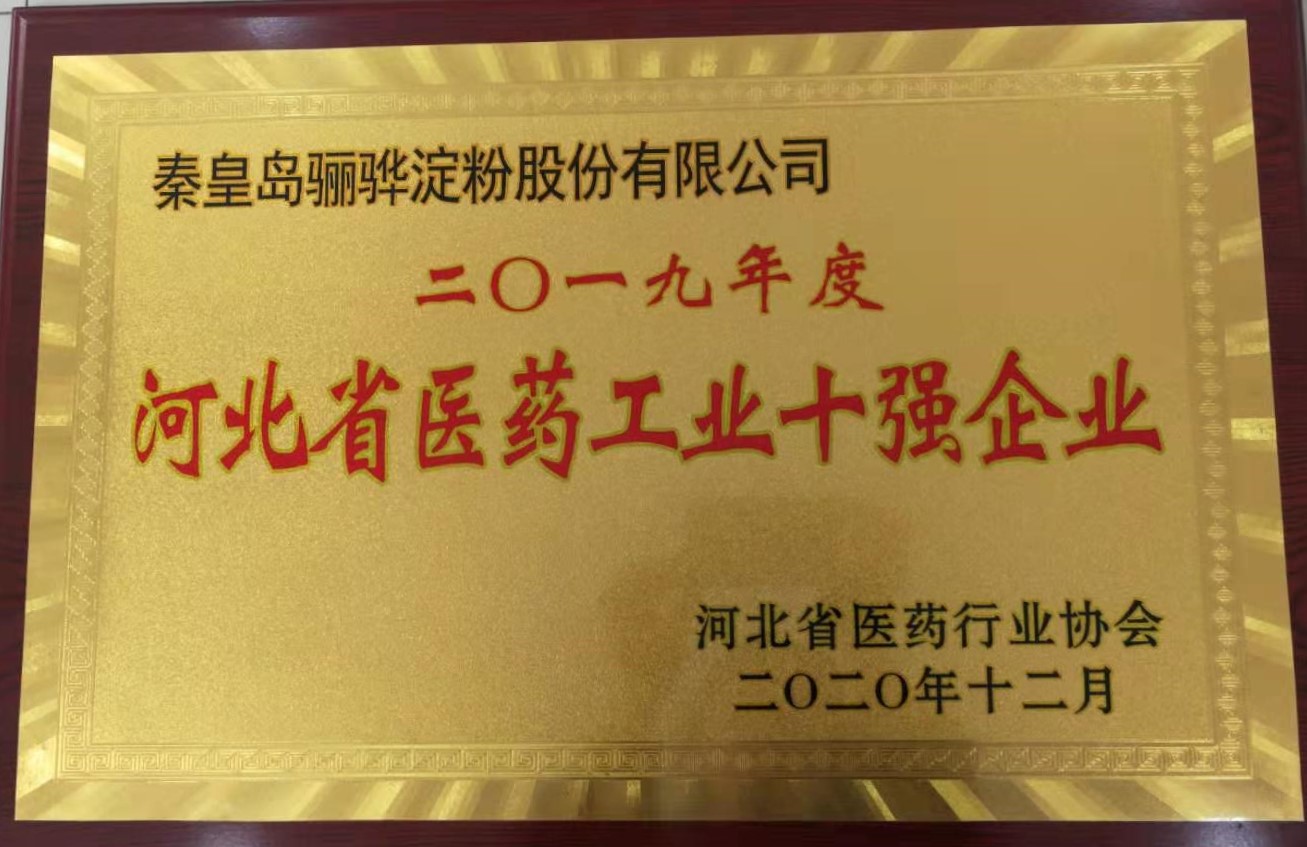 秦皇岛骊骅淀粉股份有限公司
二〇一九年度
河北省医药工业十强企业
河北省医药行业协会
二〇二〇年十二月